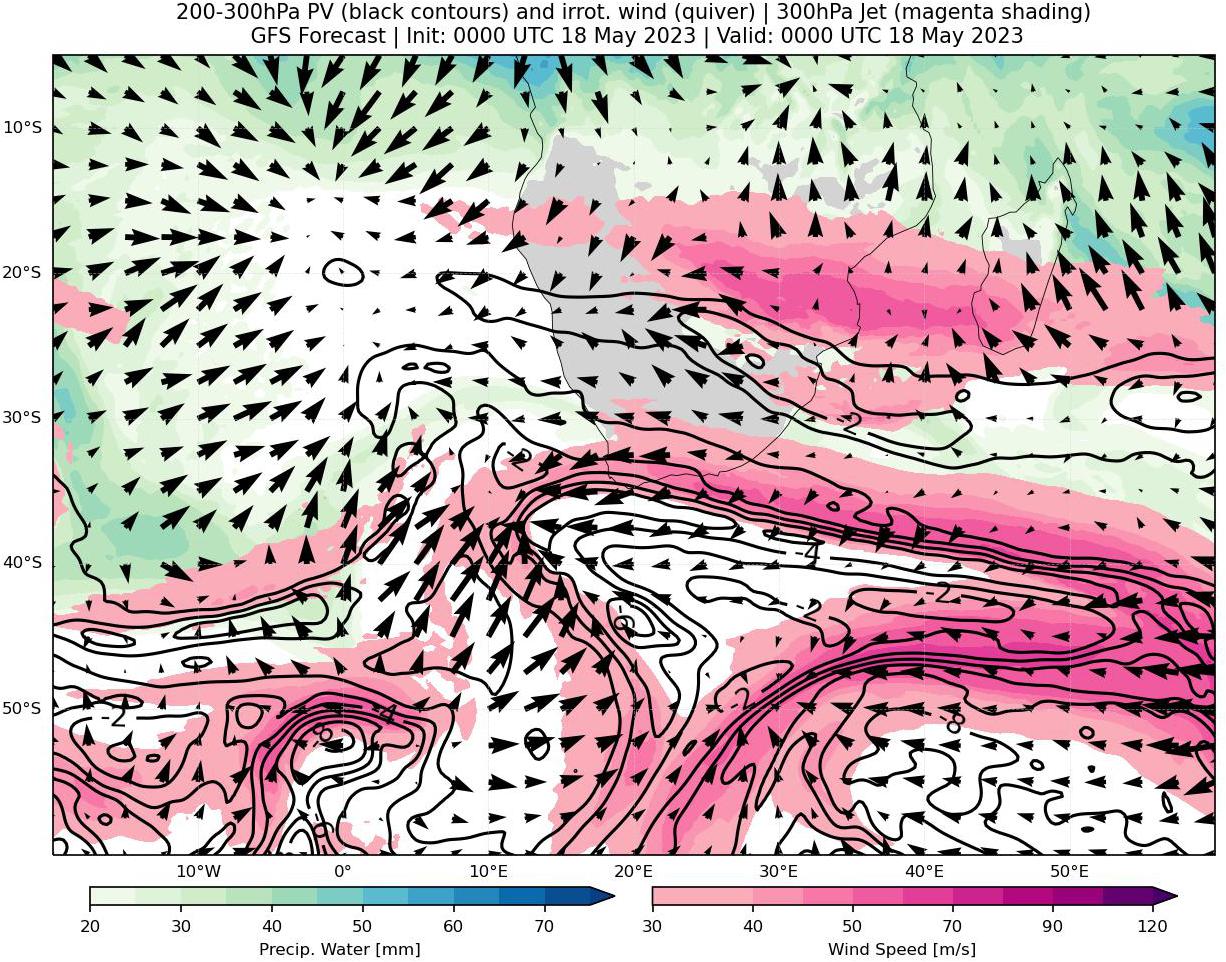 200-300hPa PV (black contours) and irrot. wind (quiver) | 300hPa Jet (magenta shading)
GFS Forecast | Init: 0000 UTC 18 May 2023 | Valid: 0000 UTC 18 May 2023
10°S
20°S
30°S
-2
40°S
-4
-2
-2
-6
50°S
-2
-4
-2
-8
-8
-6
10°W 0° 10°E 20°E 30°E 40°E 50°E
20 30 40 50 60 70
30 40 50 70 90 120
Precip. Water [mm]
Wind Speed [m/s]